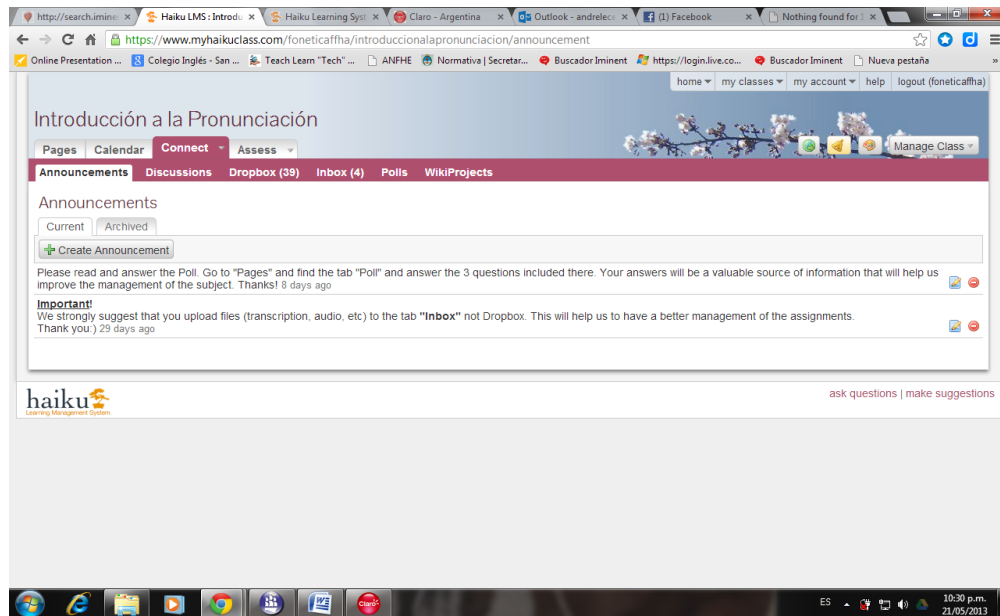 http://search.imine
Haiku LMS : Introdu
Haiku Learning Syst
Claro - Argentina
Outlook - andrelec
(1) Facebook
Nothing found for
https://www.myhaikuclass.com/foneticaffha/introduccionalapronunciacion/announcement
Online Presentation ... Colegio Inglés - San ... Teach Learn "Tech" ... ANFHE Normativa | Secretar... Buscador Iminent https://login.live.co... Buscador Iminent Nueva pestaña »
home my classes my account help logout (foneticaffha)
Introducción a la Pronunciación
Pages Calendar Connect Assess Manage Class
Announcements Discussions Dropbox (39) Inbox (4) Polls WikiProjects
Announcements
Current Archived
Create Announcement
Please read and answer the Poll. Go to "Pages" and find the tab "Poll" and answer the 3 questions included there. Your answers will be a valuable source of information that will help us
improve the management of the subject. Thanks! 8 days ago
Important!
We strongly suggest that you upload files (transcription, audio, etc) to the tab "Inbox" not Dropbox. This will help us to have a better management of the assignments.
Thank you:) 29 days ago
haiku
Learning Management System
ask questions | make suggestions
Claro
ES
10:30 p.m.
21/05/2013